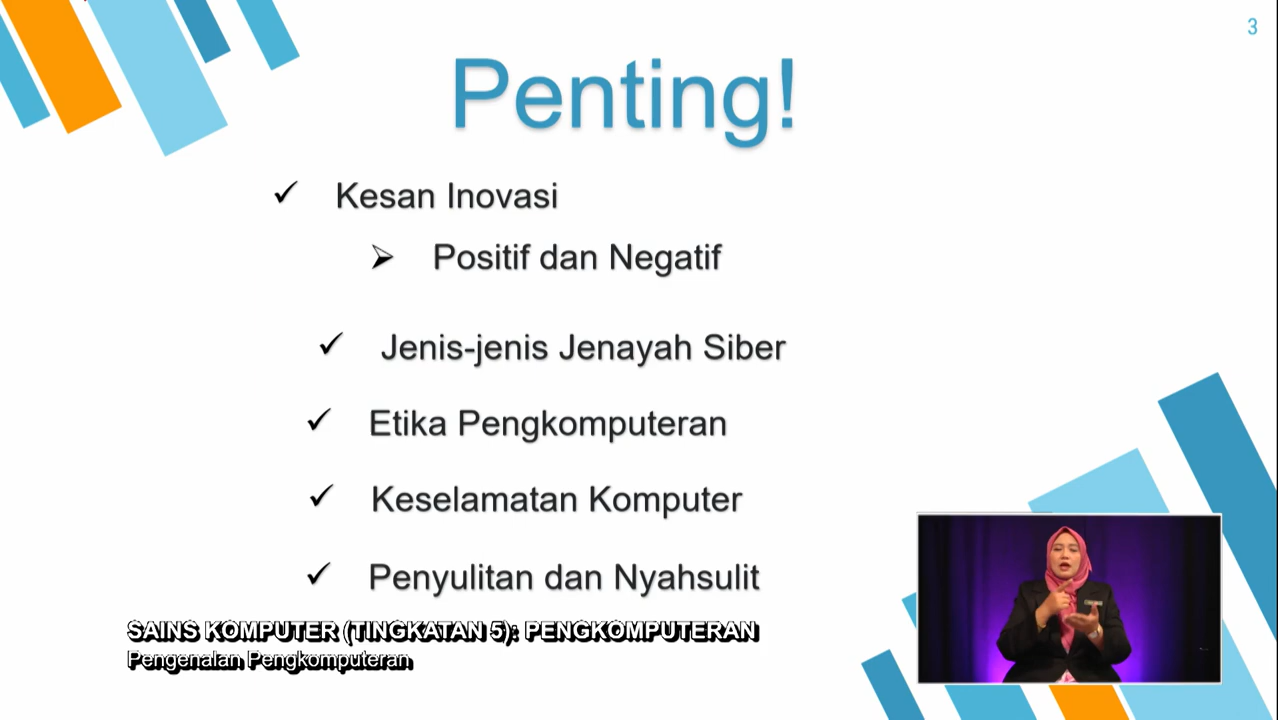 3
Penting!
Kesan Inovasi
Positif dan Negatif
Jenis-jenis Jenayah Siber
Etika Pengkomputeran
Keselamatan Komputer
Penyulitan dan Nyahsulit
SAINS KOMPUTER (TINGKATAN 5): PENGKOMPUTERAN
Pengenalan Pengkomputeran